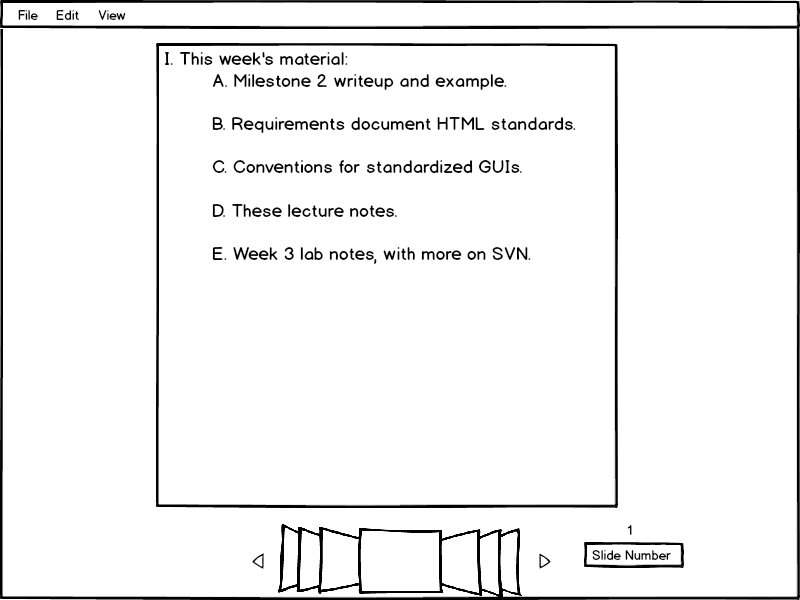 File Edit View
I. This week's material:
A. Milestone 2 writeup and example.
B. Requirements document HTML standards.
C. Conventions for standardized GUIs.
D. These lecture notes.
E. Week 3 lab notes, with more on SVN.
1
Slide Number